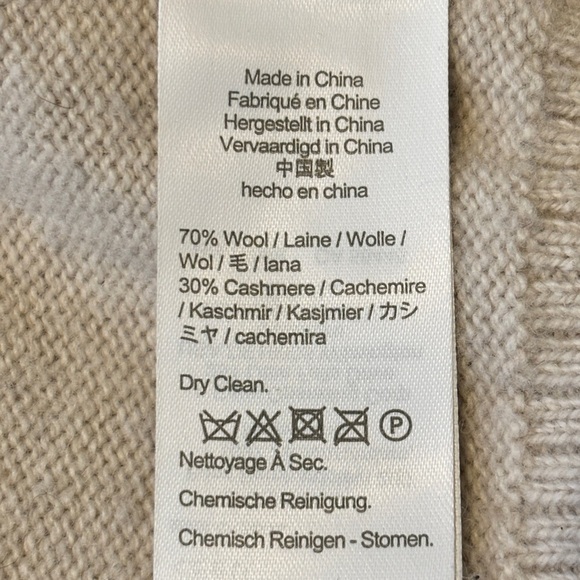 Made in China
Fabriqué en Chine
Hergestellt in China
Vervaardigd in China
中国製
hecho en china
70% Wool / Laine / Wolle /
Wol / 毛 / lana
30% Cashmere / Cachemire
/ Kaschmir / Kasjmier / カシ
ミヤ / cachemira
Dry Clean.
P
Nettoyage À Sec.
Chemische Reinigung.
Chemisch Reinigen - Stomen.